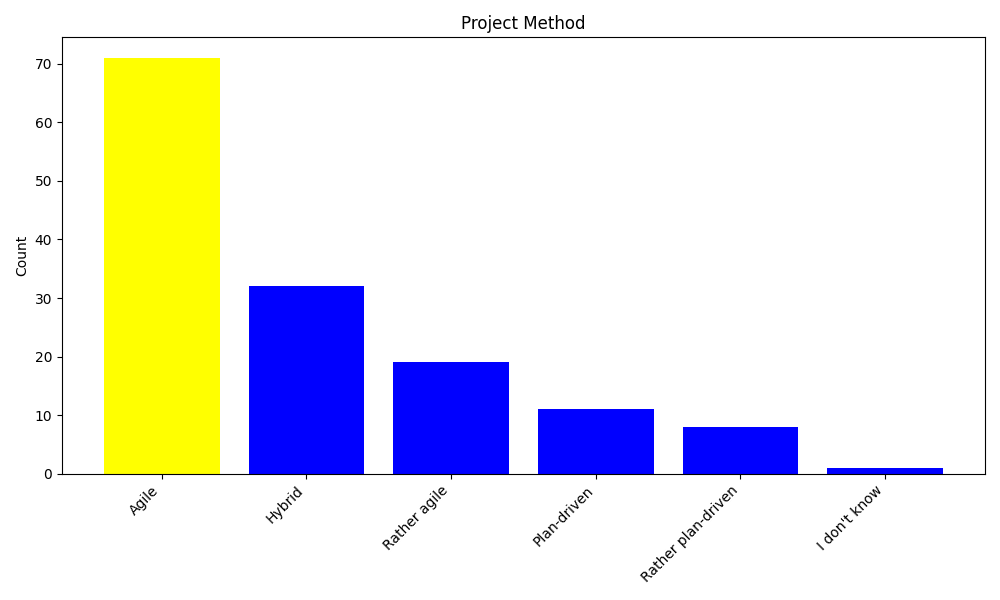 Project Method
Count
70
60
50
40
30
20
10
0
Agile
Hybrid
Rather agile
Plan-driven
Rather plan-driven
I don't know